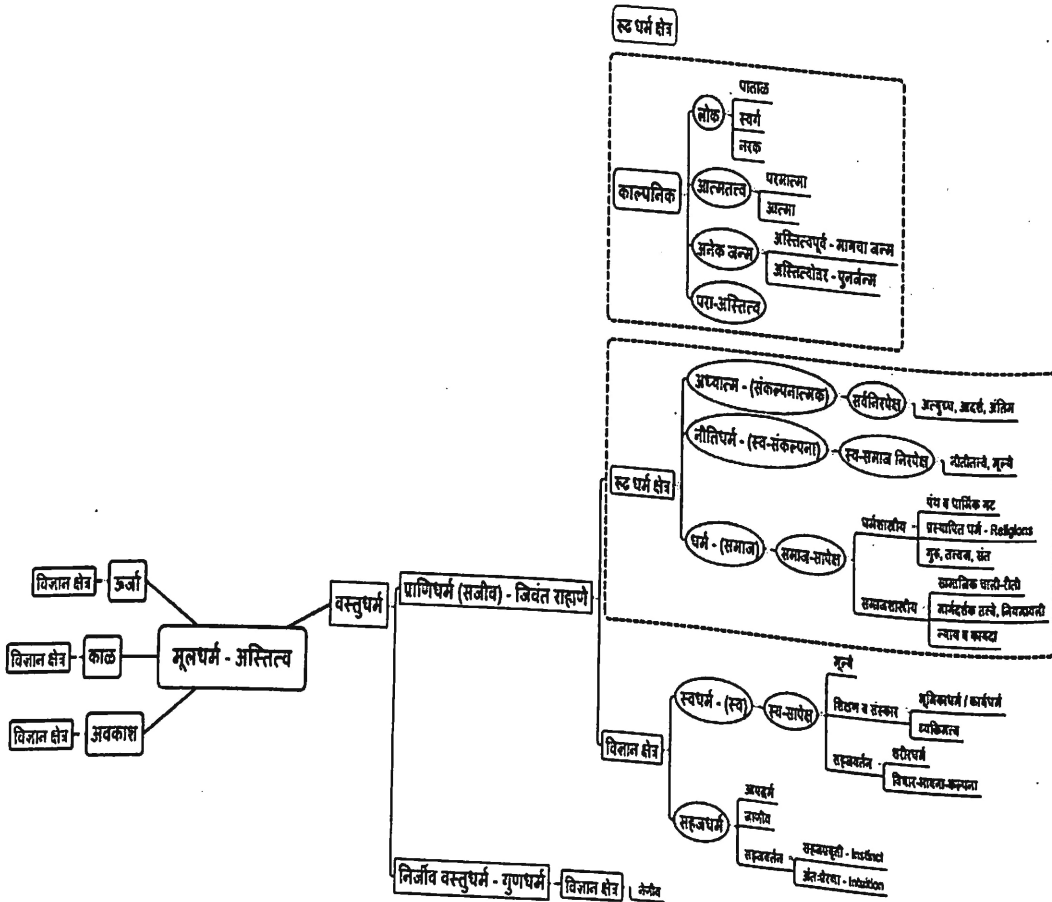 रूढ धर्म क्षेत्र
काल्पनिक
लोक
पाताळ
स्वर्ग
नरक
आत्मतत्त्व
परमात्मा
आत्मा
अनेक जन्म
अस्तित्वपूर्व - मागचा जन्म
अस्तित्वोत्तर - पुनर्जन्म
परा-अस्तित्व
रूढ धर्म क्षेत्र
अध्यात्म - (संकल्पनात्मक)
सर्वनिरपेक्ष
अत्युच्च, आदर्श, अंतिम
नीतिधर्म - (स्व-संकल्पना)
स्व-समाज निरपेक्ष
नीतीतत्त्वे, मूल्ये
धर्म - (समाज)
समाज-सापेक्ष
धर्मशास्त्रीय
पंथ व धार्मिक गट
प्रस्थापित धर्म - Religions
गुरु, तत्त्वज्ञ, संत
समाजशास्त्रीय
सामाजिक चाली-रीती
मार्गदर्शक तत्त्वे, नियमावली
न्याय व कायदा
विज्ञान क्षेत्र
ऊर्जा
विज्ञान क्षेत्र
काळ
विज्ञान क्षेत्र
अवकाश
मूलधर्म - अस्तित्व
वस्तुधर्म
प्राणिधर्म (सजीव) - जिवंत राहाणे
विज्ञान क्षेत्र
स्वधर्म - (स्व)
स्व-सापेक्ष
मूल्ये
शिक्षण व संस्कार
भूमिकाधर्म / कार्यधर्म
व्यक्तिमत्त्व
सहजवर्तन
शरीरधर्म
विचार-भावना-कल्पना
सहजधर्म
आपद्धर्म
जाणीव
सहजवर्तन
सहजप्रवृत्ती - Instinct
अंतःप्रेरणा - Intuition
निर्जीव वस्तुधर्म - गुणधर्म
विज्ञान क्षेत्र